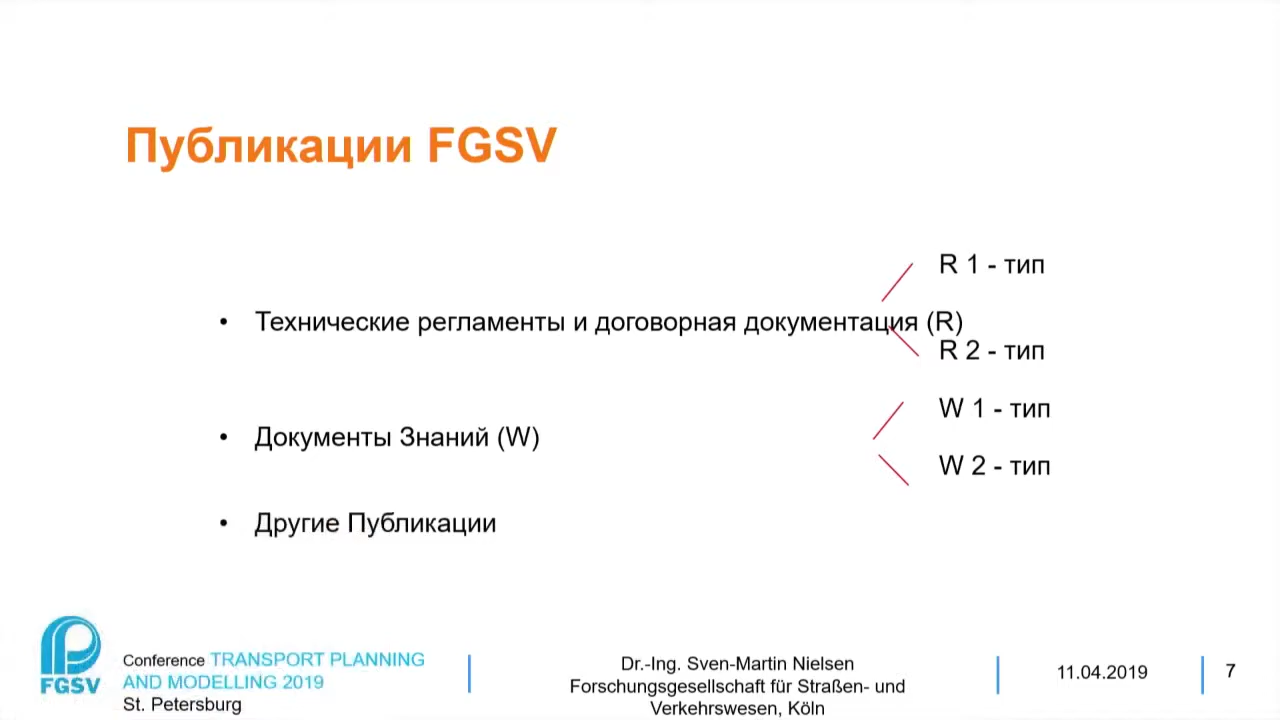 Публикации FGSV
R 1 - тип
• Технические регламенты и договорная документация (R)
R 2 - тип
W 1 - тип
• Документы Знаний (W)
W 2 - тип
• Другие Публикации
FGSV
Conference TRANSPORT PLANNING
AND MODELLING 2019
St. Petersburg
Dr.-Ing. Sven-Martin Nielsen
Forschungsgesellschaft für Straßen- und
Verkehrswesen, Köln
11.04.2019
7